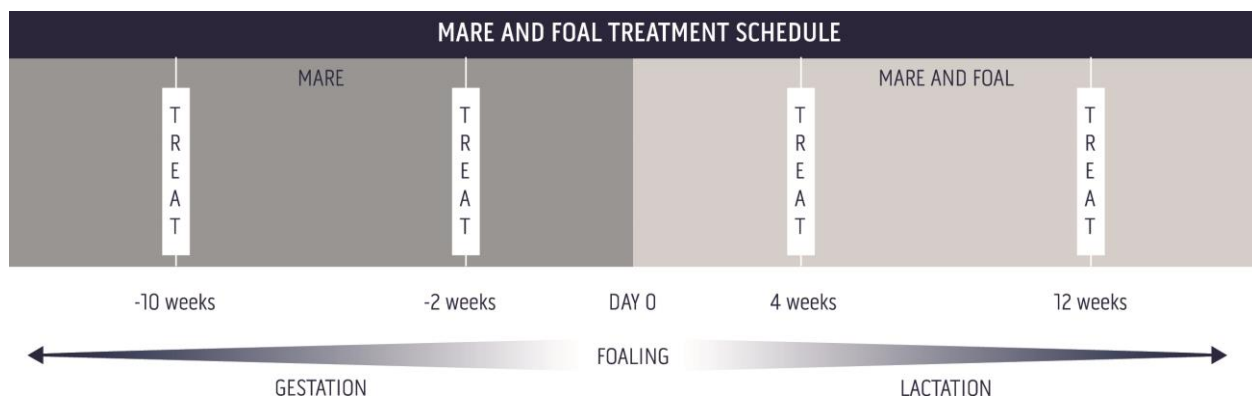 MARE AND FOAL TREATMENT SCHEDULE
MARE
MARE AND FOAL
TREAT
TREAT
TREAT
TREAT
-10 weeks
-2 weeks
DAY 0
4 weeks
12 weeks
FOALING
GESTATION
LACTATION